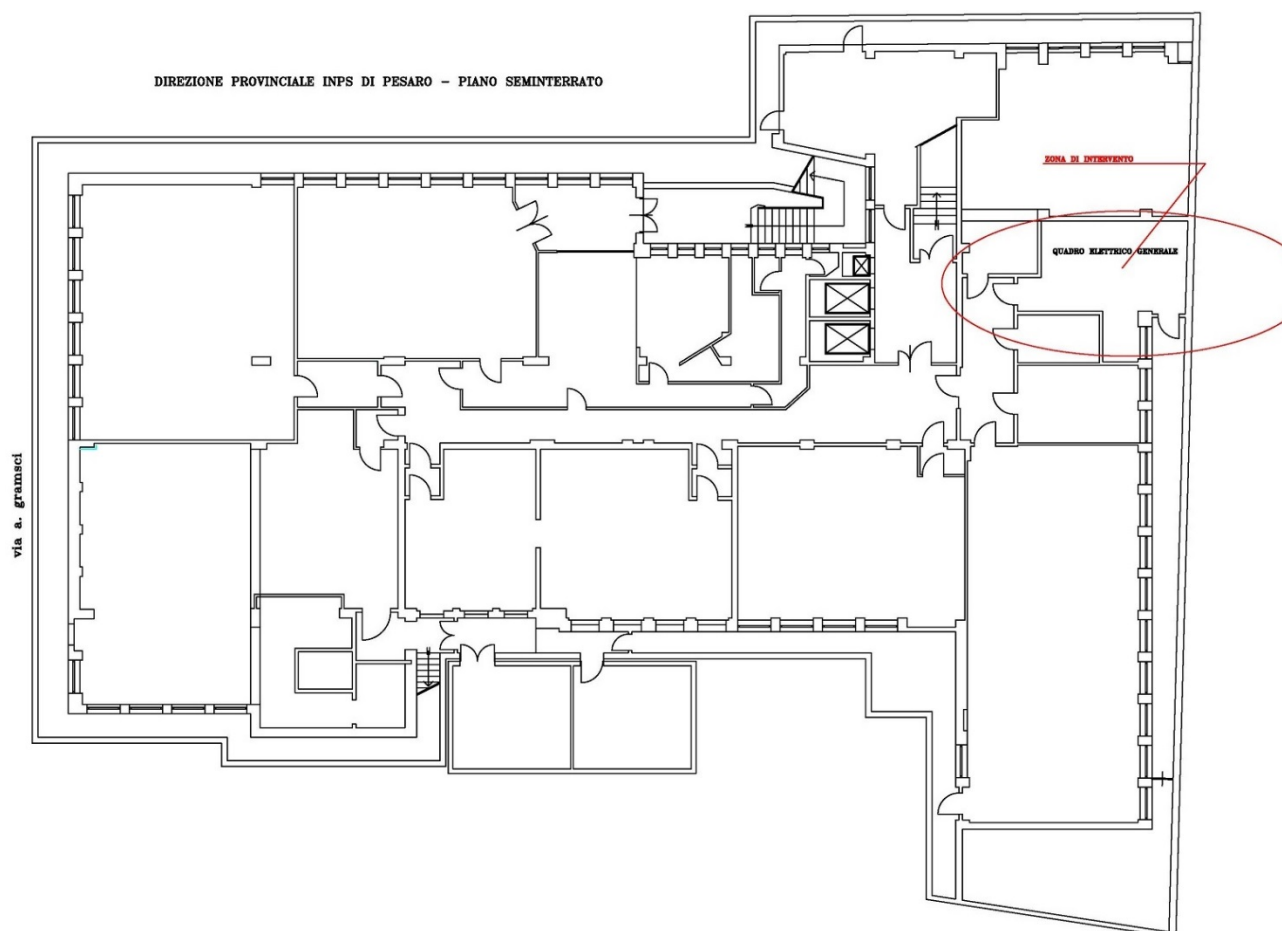 DIREZIONE PROVINCIALE INPS DI PESARO – PIANO SEMINTERRATO
ZONA DI INTERVENTO
QUADRO ELETTRICO GENERALE
via a. gramsci